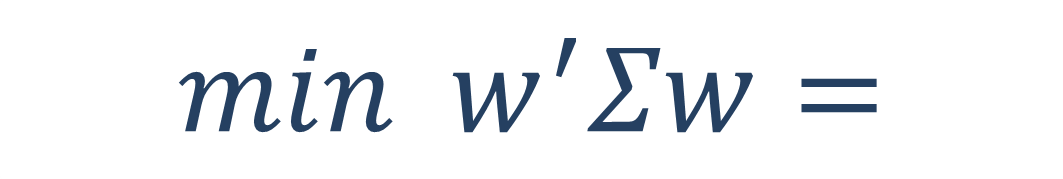 min w′Σw =